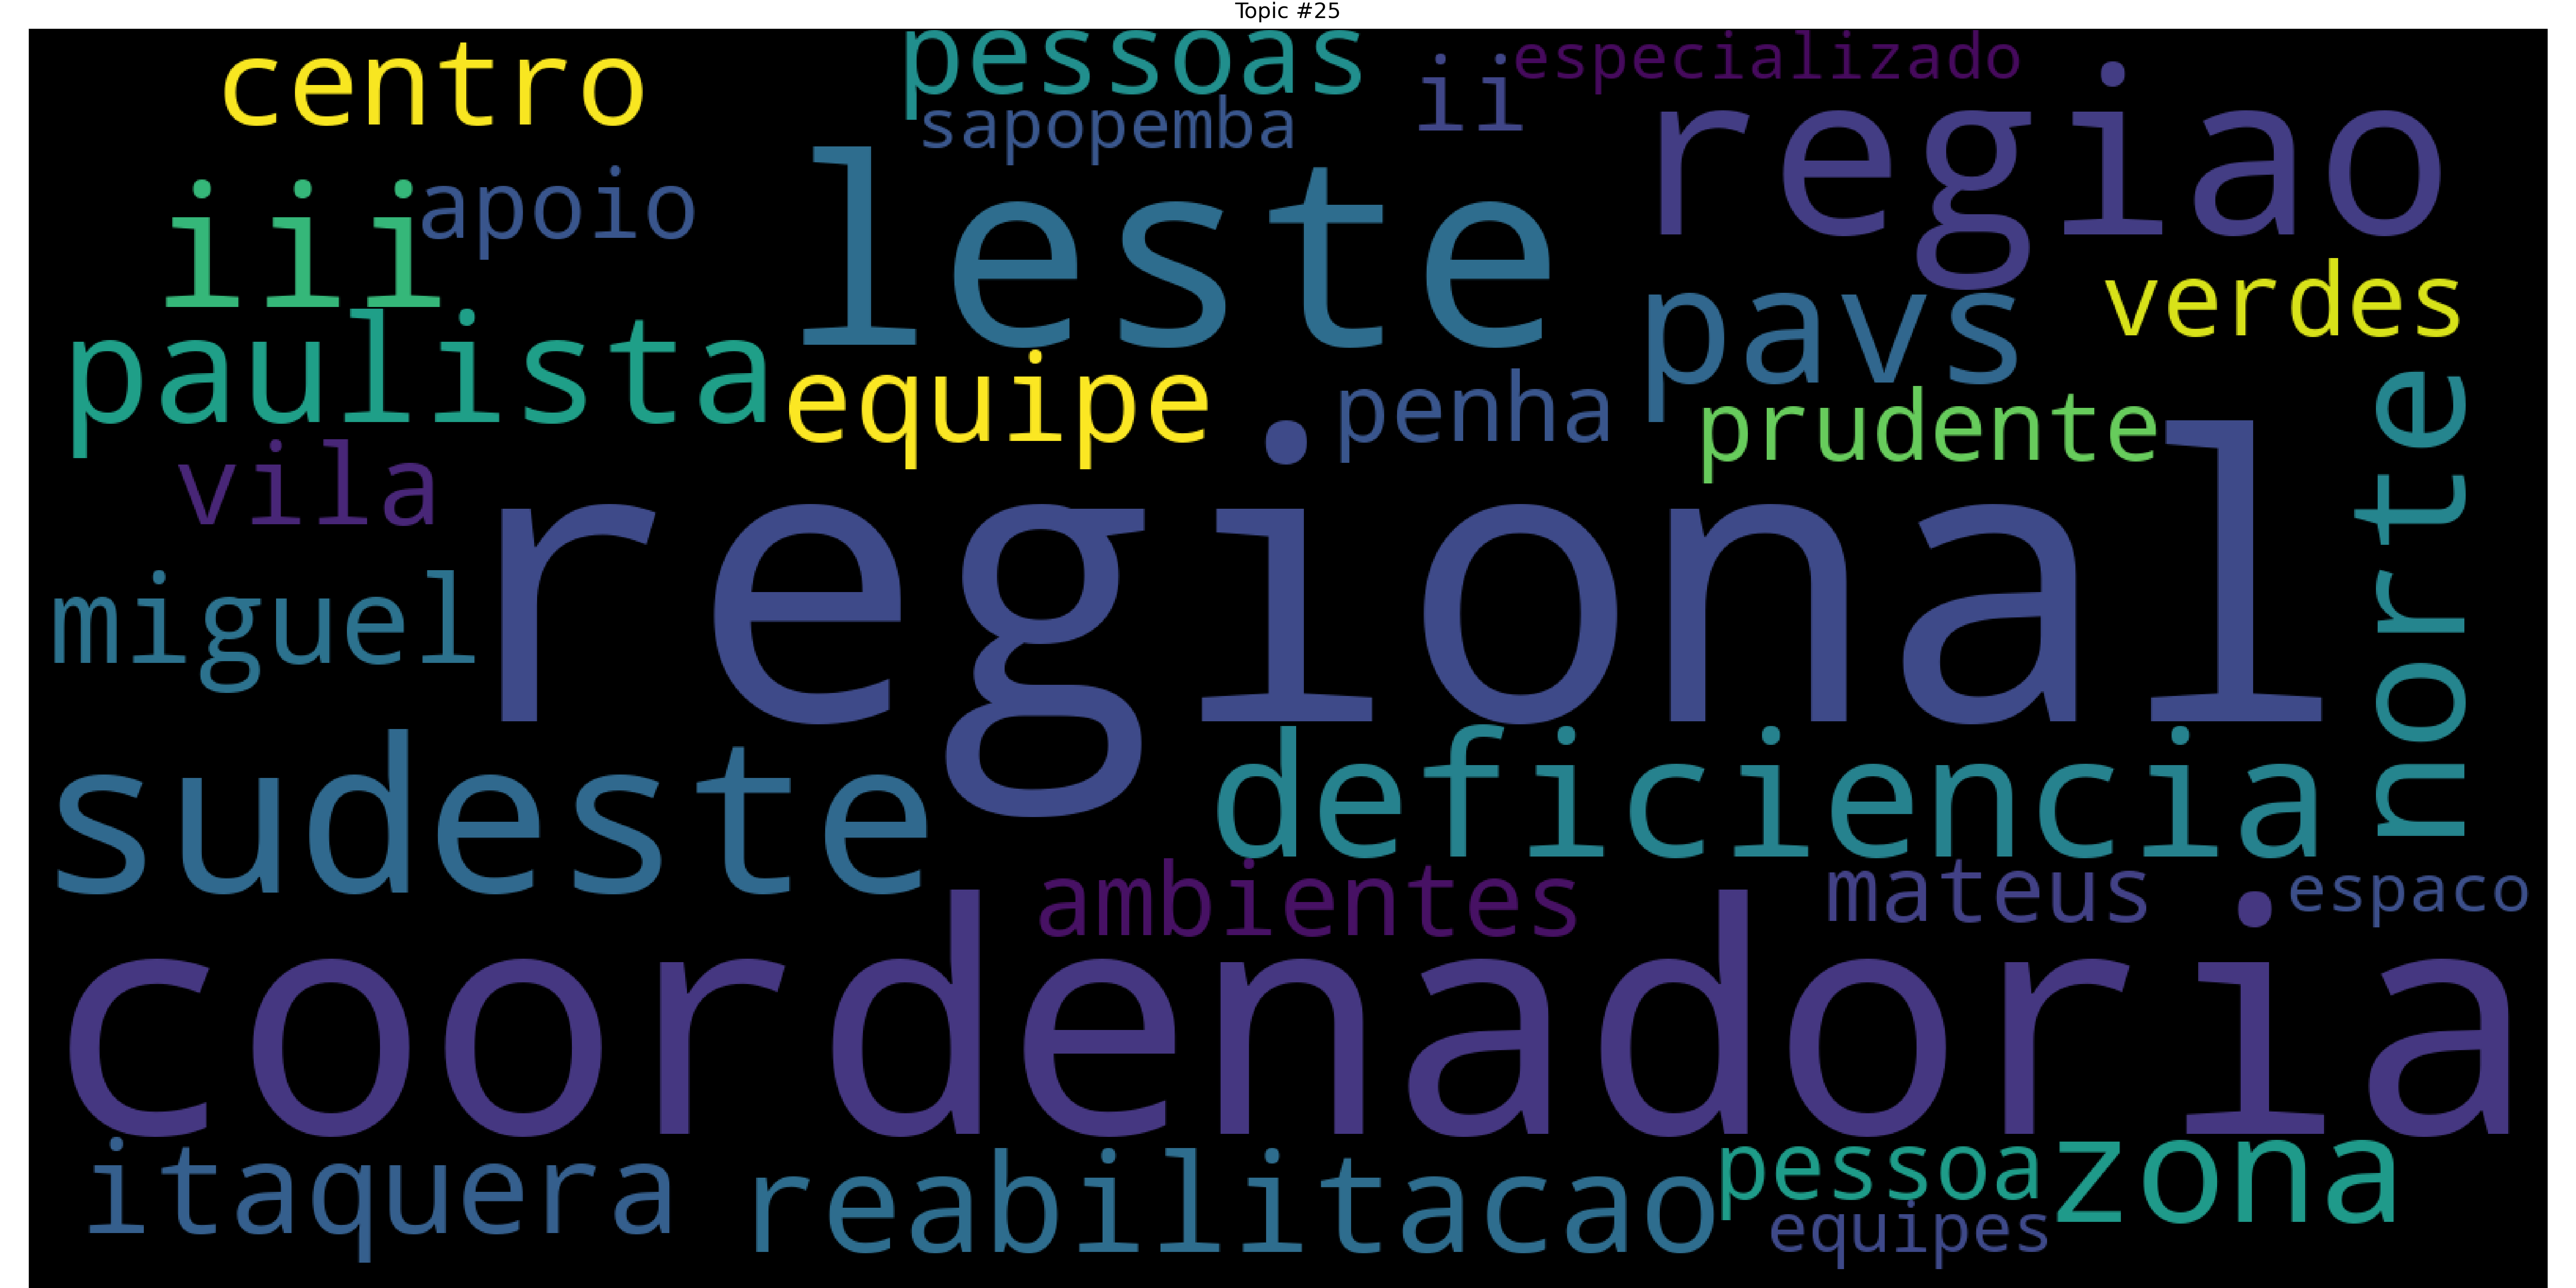 Topic #25
centro
pessoas
ii
especializado
sapopemba
regiao
iii
apoio
leste
verdes
paulista
equipe
penha
pavs
prudente
norte
vila
regional
miguel
sudeste
deficiencia
ambientes
mateus
espaco
coordenadoria
itaquera
reabilitacao
pessoa
zona
equipes